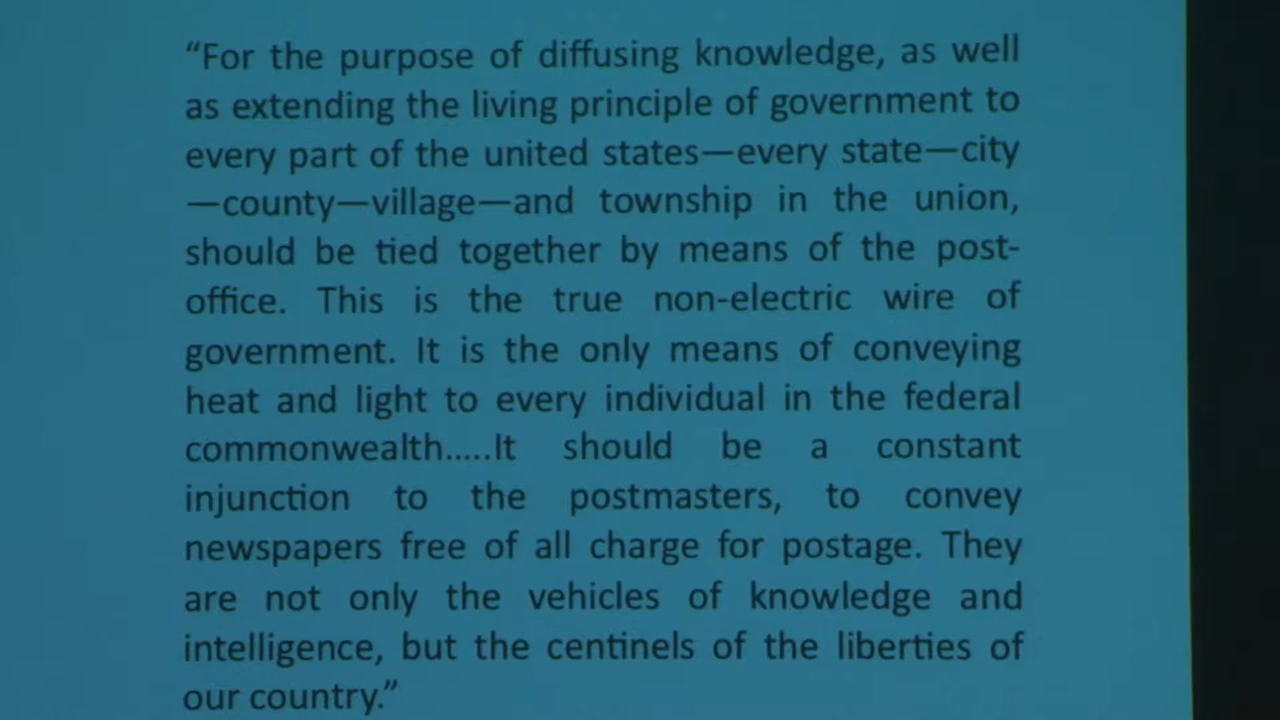 “For the purpose of diffusing knowledge, as well
as extending the living principle of government to
every part of the united states—every state—city
—county—village—and township in the union,
should be tied together by means of the post-
office. This is the true non-electric wire of
government. It is the only means of conveying
heat and light to every individual in the federal
commonwealth…..It should be a constant
injunction to the postmasters, to convey
newspapers free of all charge for postage. They
are not only the vehicles of knowledge and
intelligence, but the centinels of the liberties of
our country.”